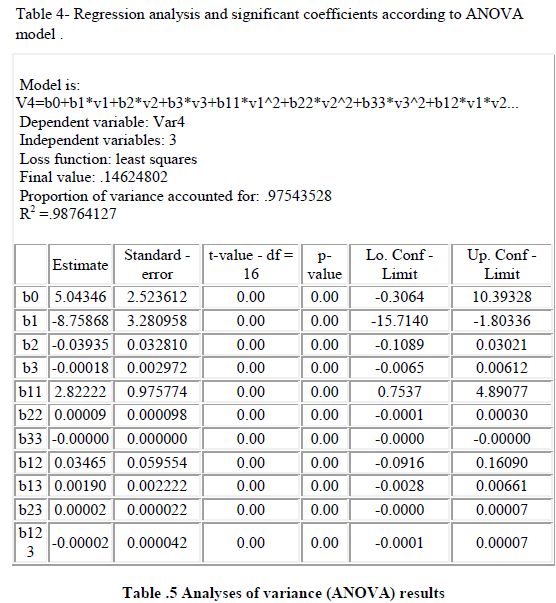 Table 4- Regression analysis and significant coefficients according to ANOVA
model .
Model is:
V4=b0+b1*v1+b2*v2+b3*v3+b11*v1^2+b22*v2^2+b33*v3^2+b12*v1*v2...
Dependent variable: Var4
Independent variables: 3
Loss function: least squares
Final value: .14624802
Proportion of variance accounted for: .97543528
R² =.98764127
Estimate Standard - error t-value - df = 16 p-value Lo. Conf - Limit Up. Conf - Limit
b0 5.04346 2.523612 0.00 0.00 -0.3064 10.39328
b1 -8.75868 3.280958 0.00 0.00 -15.7140 -1.80336
b2 -0.03935 0.032810 0.00 0.00 -0.1089 0.03021
b3 -0.00018 0.002972 0.00 0.00 -0.0065 0.00612
b11 2.82222 0.975774 0.00 0.00 0.7537 4.89077
b22 0.00009 0.000098 0.00 0.00 -0.0001 0.00030
b33 -0.00000 0.000000 0.00 0.00 -0.0000 -0.00000
b12 0.03465 0.059554 0.00 0.00 -0.0916 0.16090
b13 0.00190 0.002222 0.00 0.00 -0.0028 0.00661
b23 0.00002 0.000022 0.00 0.00 -0.0000 0.00007
b123 -0.00002 0.000042 0.00 0.00 -0.0001 0.00007
Table .5 Analyses of variance (ANOVA) results